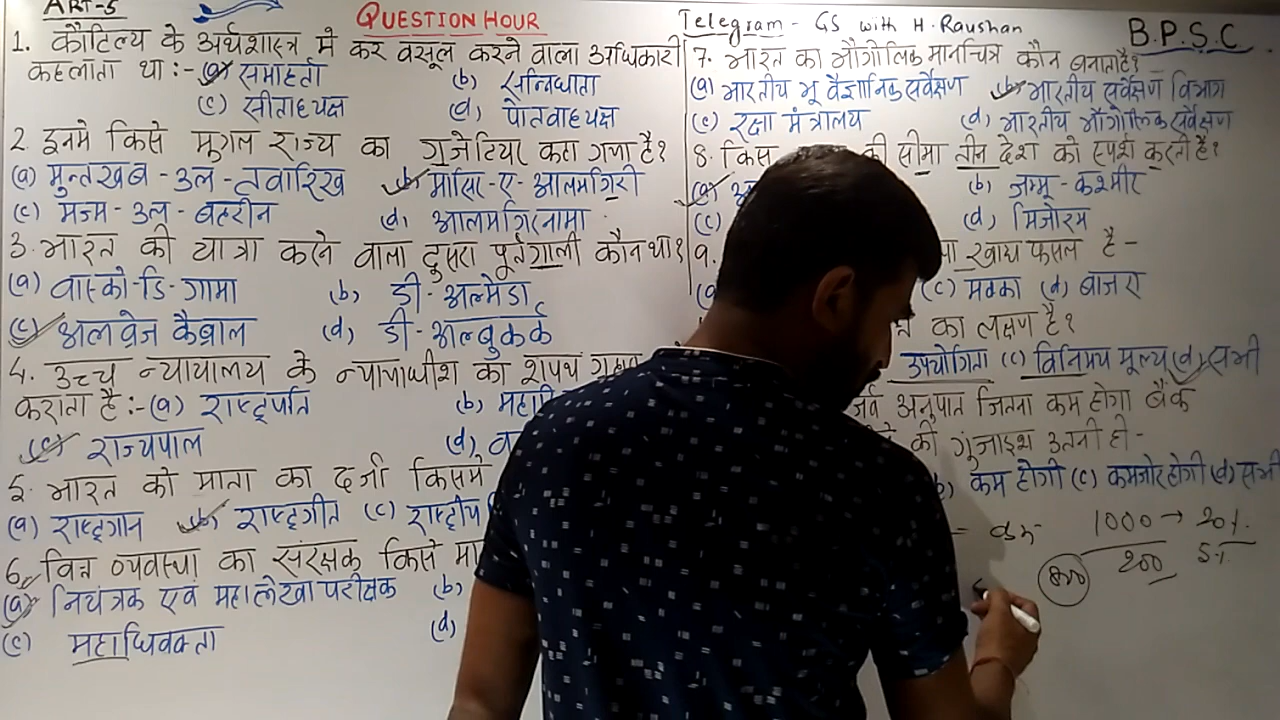 ART-5
QUESTION HOUR
Telegram - GS with H. Raushan
B.P.S.C
1. कौटिल्य के अर्थशास्त्र मे कर वसूल करने वाला अधिकारी
कहलाता था :- (a) समाहर्ता (b) सन्निधाता
(c) सीताध्यक्ष (d) पोतवाध्यक्ष
2. इनमे किसे मुगल राज्य का गजेटियर कहा गया है?
(a) मुन्तखब - उल - तवारिख (b) मासिर - ए - आलमगिरी
(c) मज्म - उल - बहरीन (d) आलमगिरनामा
3. भारत की यात्रा करने वाला दुसरा पूर्तगाली कौन था?
(a) वास्को-डि-गामा (b) डी-अल्मेडा
(c) अलव्रेज कैब्राल (d) डी-अल्बुकर्क
4. उच्च न्यायालय के न्यायाधीश को शपथ
कराता है :- (a) राष्ट्रपति (b)
(c) राज्यपाल (d)
5. भारत को माता का दर्जा किसमे
(a) राष्ट्रगान (b) राष्ट्रगीत (c) राष्ट्रीय
6. वित्त व्यवस्था का संरक्षक किसे
(a) नियंत्रक एवं महालेखा परीक्षक (b)
(c) महाधिवक्ता (d)
7. भारत का भौगोलिक मानचित्र कौन बनाता है?
(a) भारतीय भू वैज्ञानिक सर्वेक्षण (b) भारतीय सर्वेक्षण विभाग
(c) रक्षा मंत्रालय (d) भारतीय भौगोलिक सर्वेक्षण
8. किस की सीमा तीन देश को स्पर्श करती है?
(a) (b) जम्मू - कश्मीर
(c) (d) मिजोरम
9. खाद्य फसल है -
(a) (c) मक्का (d) बाजरा
का लक्षण है?
उपयोगिता (c) विनिमय मूल्य (d) सभी
अनुपात जितना कम होगा बैंक
की गुंजाइश उतनी ही -
(b) कम होगी (c) कमजोर होगी (d) सभी
1000 → 20%
200 5%
800